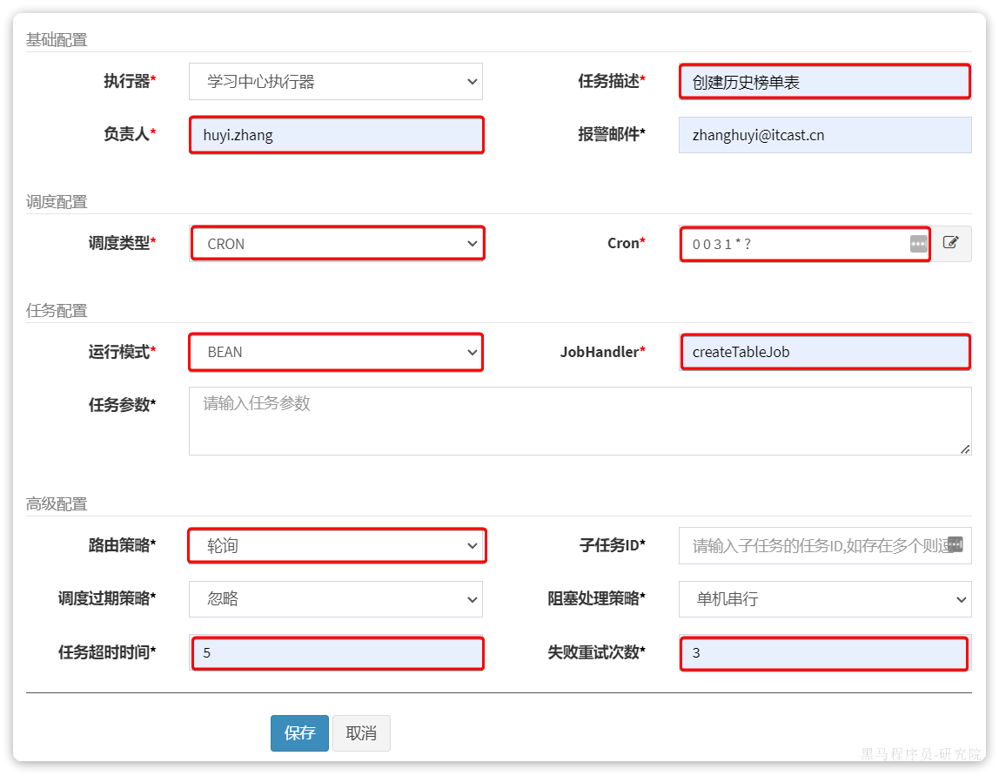 基础配置
执行器* 学习中心执行器 任务描述* 创建历史榜单表
负责人* huyi.zhang 报警邮件* zhanghuyi@itcast.cn
调度配置
调度类型* CRON Cron* 0 0 3 1 * ?
任务配置
运行模式* BEAN JobHandler* createTableJob
任务参数* 请输入任务参数
高级配置
路由策略* 轮询 子任务ID* 请输入子任务的任务ID,如存在多个则逗
调度过期策略* 忽略 阻塞处理策略* 单机串行
任务超时时间* 5 失败重试次数* 3
保存 取消
黑马程序员-研究院